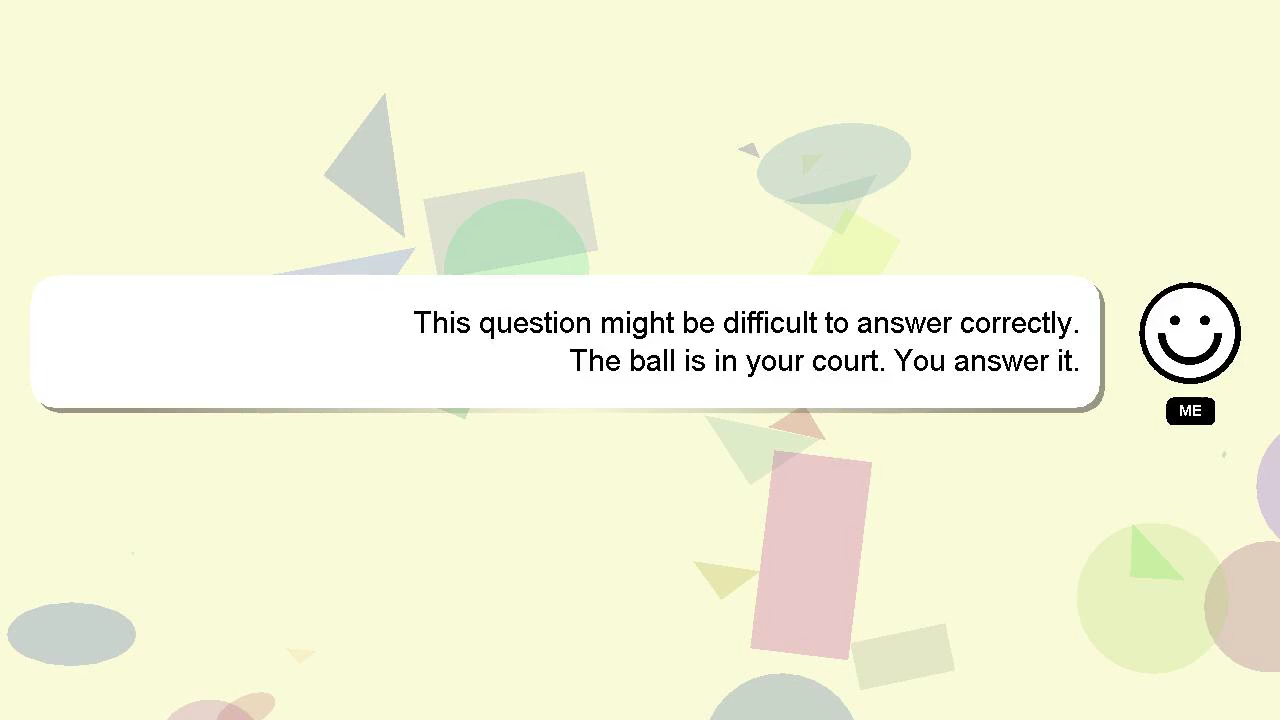 This question might be difficult to answer correctly.
The ball is in your court. You answer it.
ME